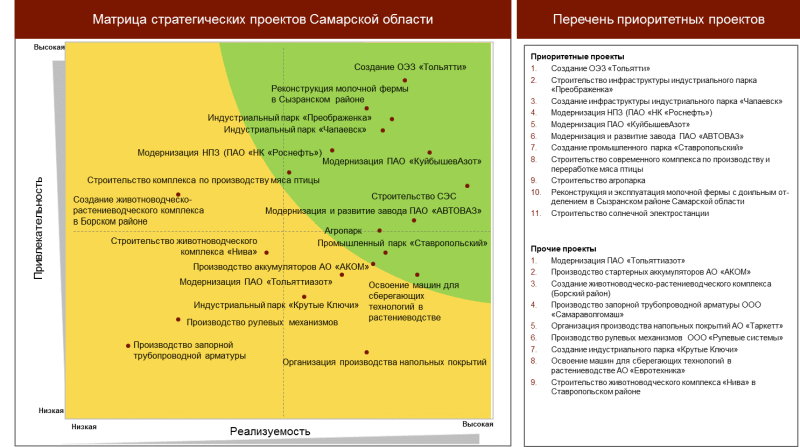 Матрица стратегических проектов Самарской области
Высокая
Создание ОЭЗ «Тольятти»
Реконструкция молочной фермы
в Сызранском районе
Индустриальный парк «Преображенка»
Индустриальный парк «Чапаевск»
Модернизация НПЗ (ПАО «НК «Роснефть»)
Модернизация ПАО «КуйбышевАзот»
Строительство комплекса по производству мяса птицы
Создание животноводческо-
растениеводческого комплекса
в Борском районе
Строительство СЭС
Модернизация и развитие завода ПАО «АВТОВАЗ»
Агропарк
Промышленный парк «Ставропольский»
Строительство животноводческого
комплекса «Нива»
Производство аккумуляторов АО «АКОМ»
Модернизация ПАО «Тольяттиазот»
Освоение машин для
сберегающих
технологий в
растениеводстве
Индустриальный парк «Крутые Ключи»
Производство рулевых механизмов
Производство запорной
трубопроводной арматуры
Организация производства напольных покрытий
Привлекательность
Низкая
Низкая
Высокая
Реализуемость
Перечень приоритетных проектов
Приоритетные проекты
1. Создание ОЭЗ «Тольятти»
2. Строительство инфраструктуры индустриального парка
«Преображенка»
3. Создание инфраструктуры индустриального парка «Чапаевск»
4. Модернизация НПЗ (ПАО «НК «Роснефть»)
5. Модернизация ПАО «КуйбышевАзот»
6. Модернизация и развитие завода ПАО «АВТОВАЗ»
7. Создание промышленного парка «Ставропольский»
8. Строительство современного комплекса по производству и
переработке мяса птицы
9. Строительство агропарка
10. Реконструкция и эксплуатация молочной фермы с доильным от-
делением в Сызранском районе Самарской области
11. Строительство солнечной электростанции
Прочие проекты
1. Модернизация ПАО «Тольяттиазот»
2. Производство стартерных аккумуляторов АО «АКОМ»
3. Создание животноводческо-растениеводческого комплекса
(Борский район)
4. Производство запорной трубопроводной арматуры ООО
«Самараволгомаш»
5. Организация производства напольных покрытий АО «Таркетт»
6. Производство рулевых механизмов ООО «Рулевые системы»
7. Создание индустриального парка «Крутые Ключи»
8. Освоение машин для сберегающих технологий в
растениеводстве АО «Евротехника»
9. Строительство животноводческого комплекса «Нива» в
Ставропольском районе